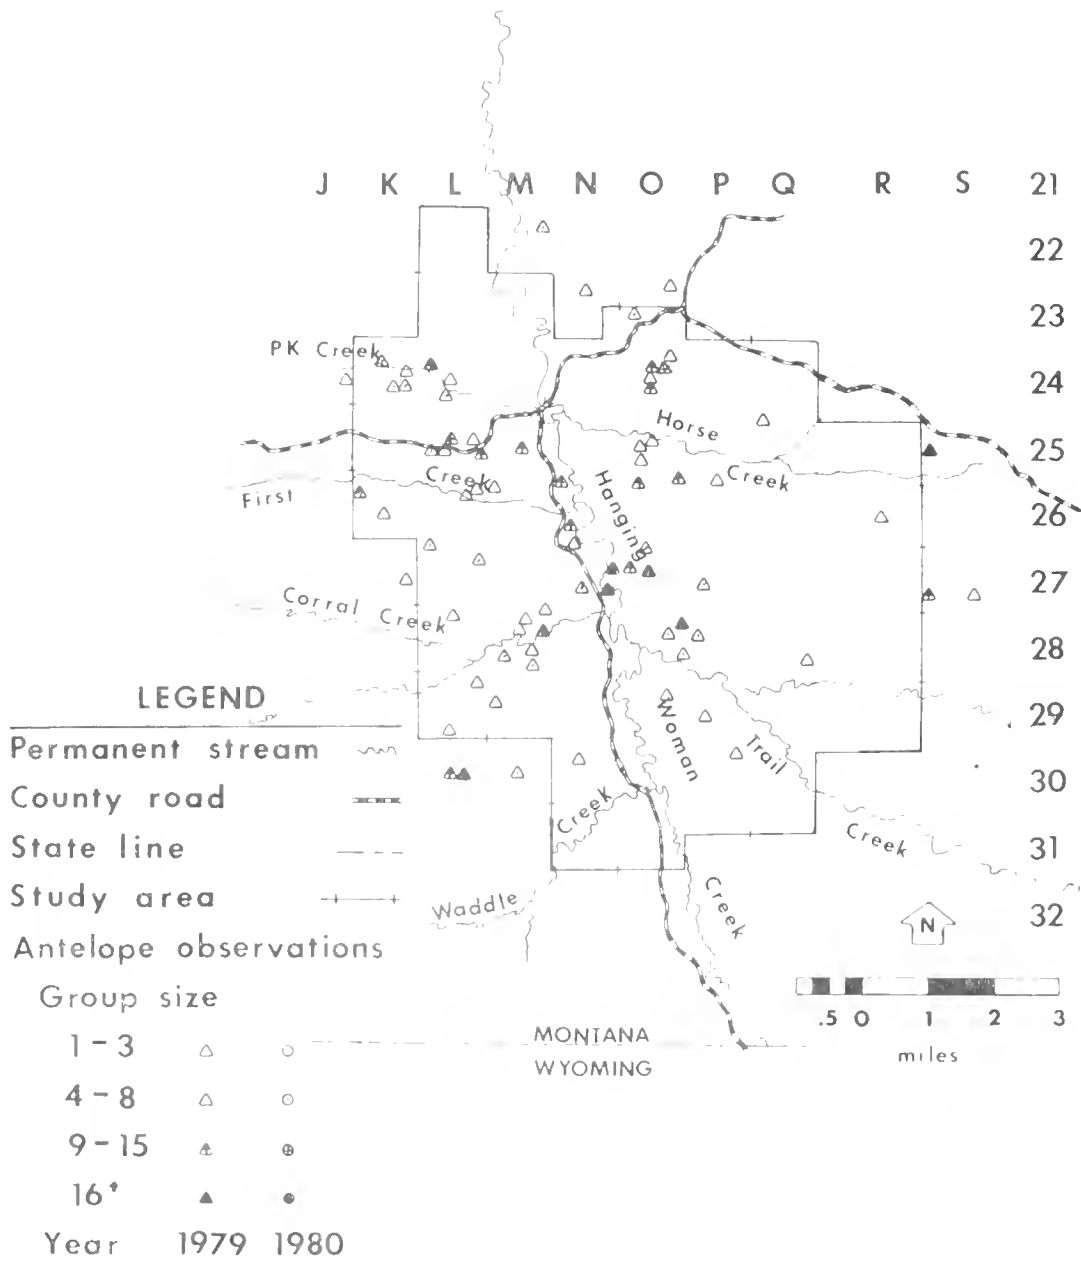 J K L M N O P Q R S 21
22
23
PK Creek
24
Horse
25
Creek Creek
First Hanging
26
27
Corral Creek
28
LEGEND
29
Permanent stream Woman Trail
30
County road Creek
State line Creek 31
Study area Waddle Creek N 32
Antelope observations
Group size
.5 0 1 2 3
1-3 MONTANA miles
WYOMING
4-8
9-15
16+
Year 1979 1980